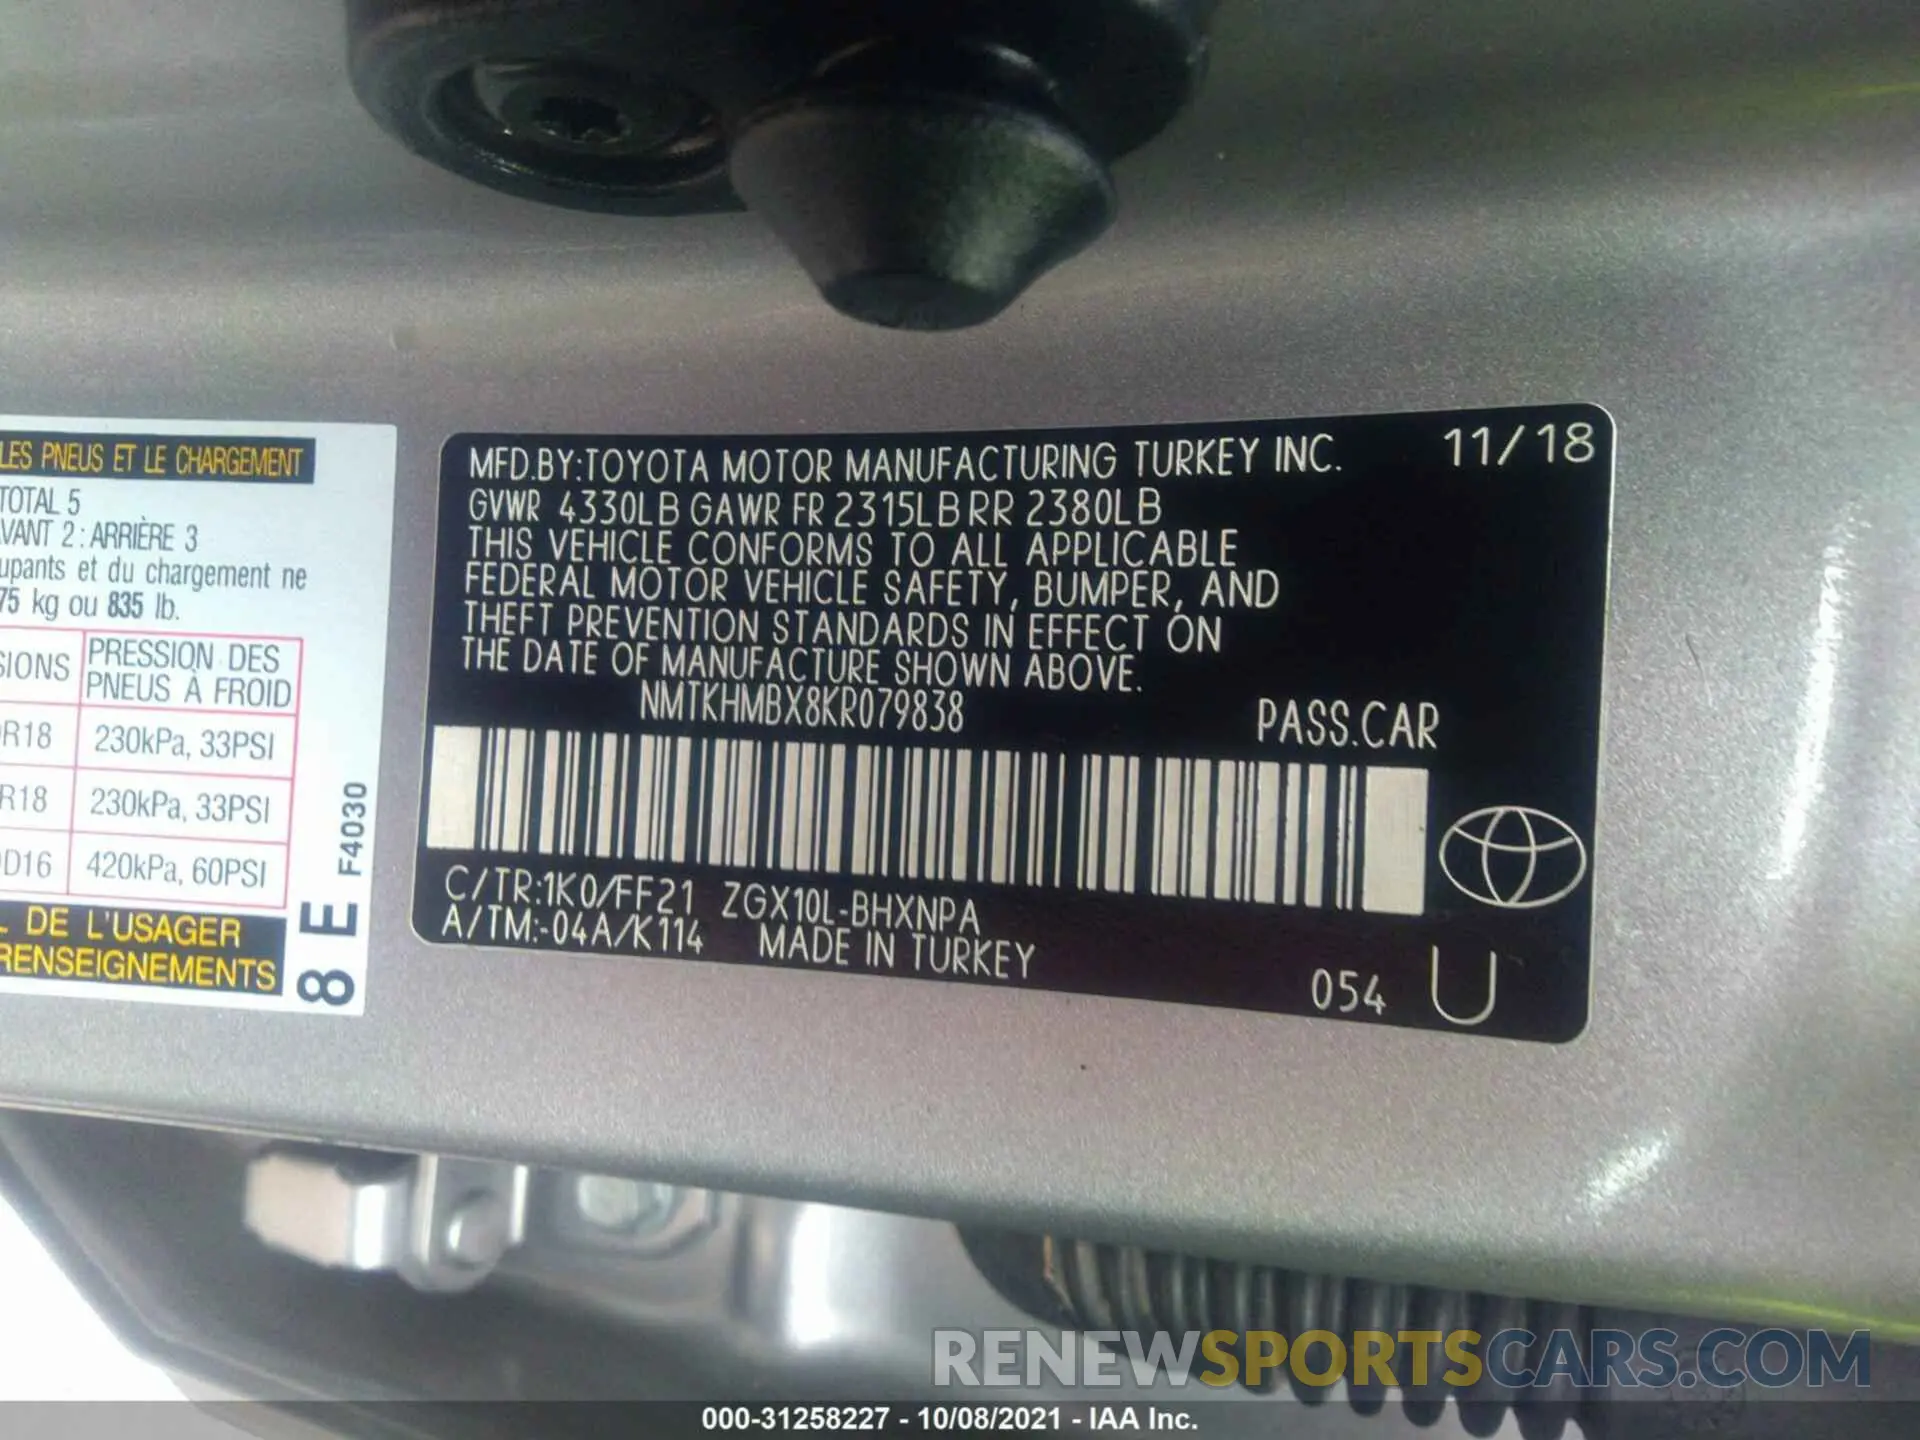 LES PNEUS ET LE CHARGEMENT
TOTAL 5
VANT 2 : ARRIÈRE 3
upants et du chargement ne
75 kg ou 835 lb.
SIONS PRESSION DES PNEUS À FROID
R18 230kPa, 33PSI
R18 230kPa, 33PSI
D16 420kPa, 60PSI
DE L'USAGER
RENSEIGNEMENTS
8 E F4030
MFD.BY:TOYOTA MOTOR MANUFACTURING TURKEY INC. 11/18
GVWR 4330LB GAWR FR 2315LB RR 2380LB
THIS VEHICLE CONFORMS TO ALL APPLICABLE
FEDERAL MOTOR VEHICLE SAFETY, BUMPER, AND
THEFT PREVENTION STANDARDS IN EFFECT ON
THE DATE OF MANUFACTURE SHOWN ABOVE.
NMTKHMBX8KR079838 PASS.CAR
C/TR:1K0/FF21 ZGX10L-BHXNPA
A/TM:-04A/K114 MADE IN TURKEY
054 U
RENEWSPORTSCARS.COM
000-31258227 - 10/08/2021 - IAA Inc.